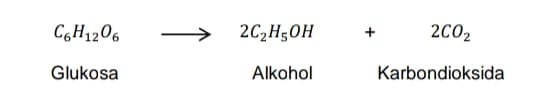 C₆H₁₂O₆ ⟶ 2C₂H₅OH + 2CO₂
Glukosa Alkohol Karbondioksida